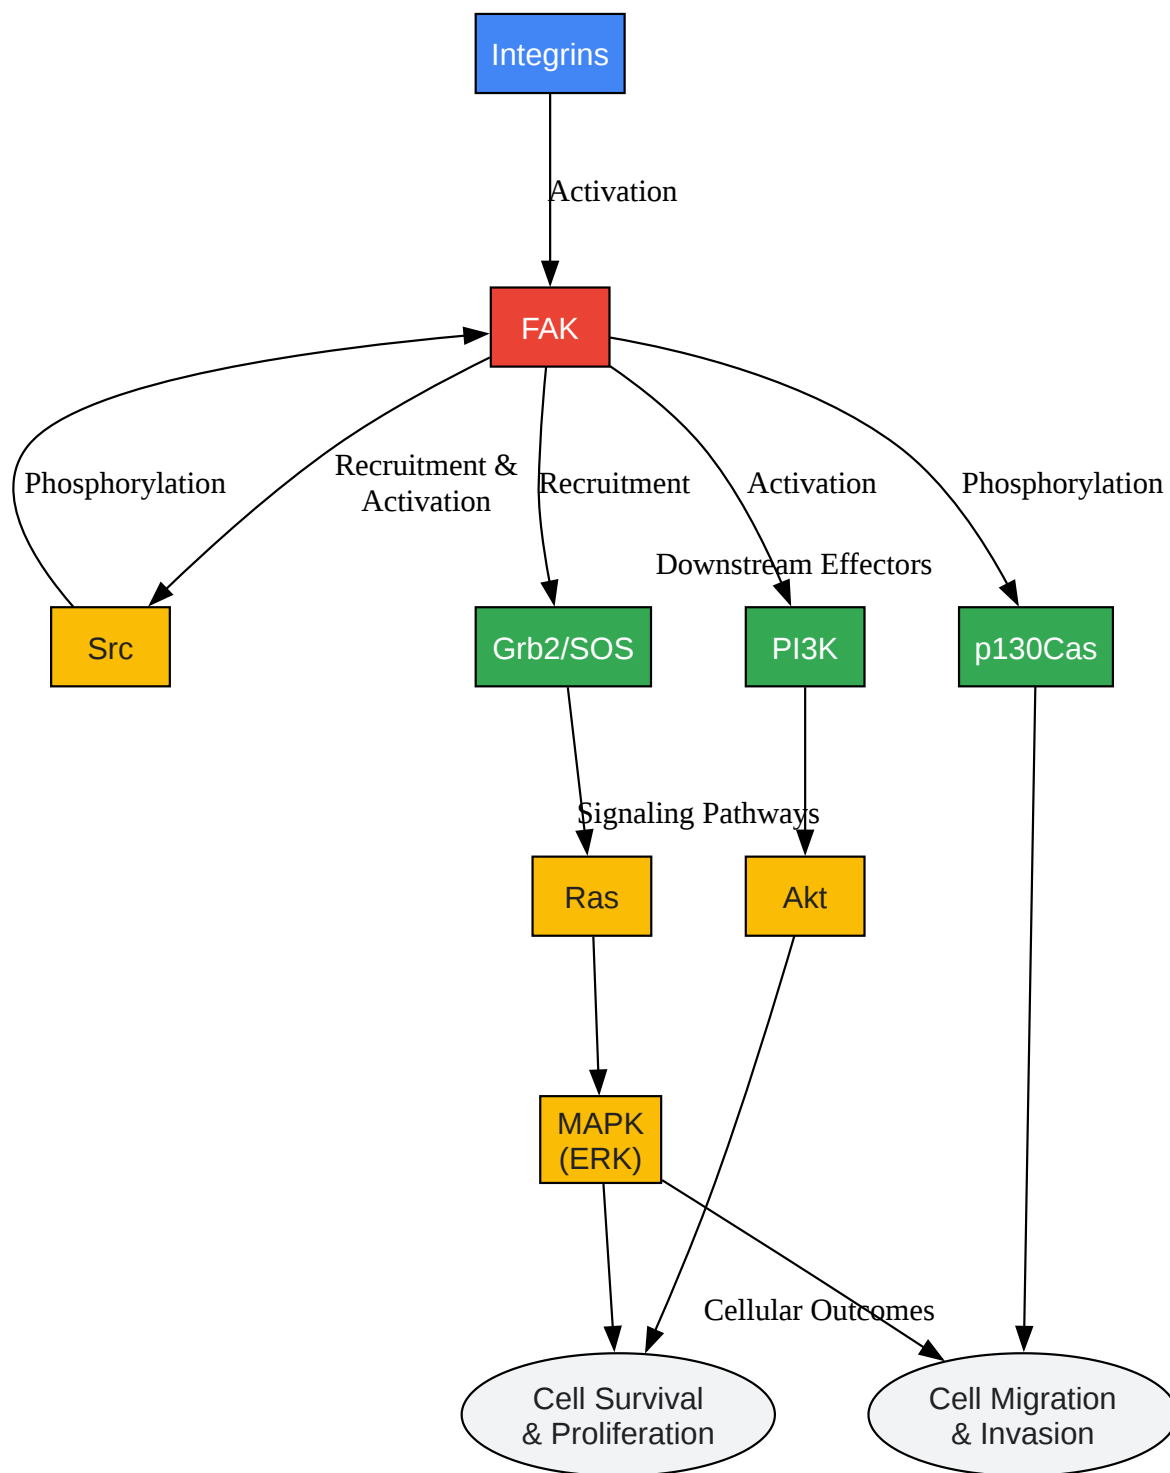 Integrins
Activation
FAK
Phosphorylation
Recruitment &
Activation
Recruitment
Activation
Phosphorylation
Downstream Effectors
Src
Grb2/SOS
PI3K
p130Cas
Signaling Pathways
Ras
Akt
MAPK
(ERK)
Cellular Outcomes
Cell Survival
& Proliferation
Cell Migration
& Invasion